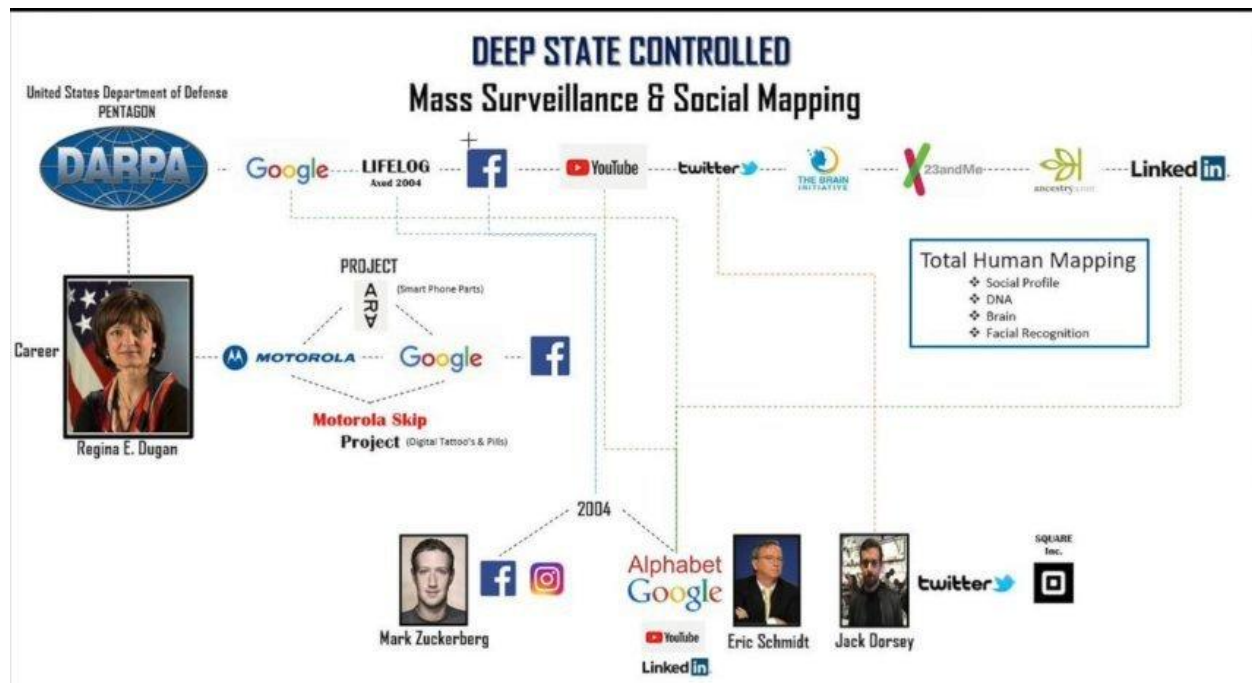 DEEP STATE CONTROLLED
Mass Surveillance & Social Mapping
United States Department of Defense
PENTAGON
DARPA
Google
LIFELOG
Axed 2004
f
YouTube
twitter
THE BRAIN
INITIATIVE
23andMe
ancestry.com
Linked in
Total Human Mapping
❖ Social Profile
❖ DNA
❖ Brain
❖ Facial Recognition
PROJECT
ARA
(Smart Phone Parts)
Career
MOTOROLA
Google
f
Regina E. Dugan
Motorola Skip
Project (Digital Tattoo's & Pills)
2004
Mark Zuckerberg
f
Alphabet
Google
YouTube
Linked in
Eric Schmidt
Jack Dorsey
twitter
SQUARE
Inc.